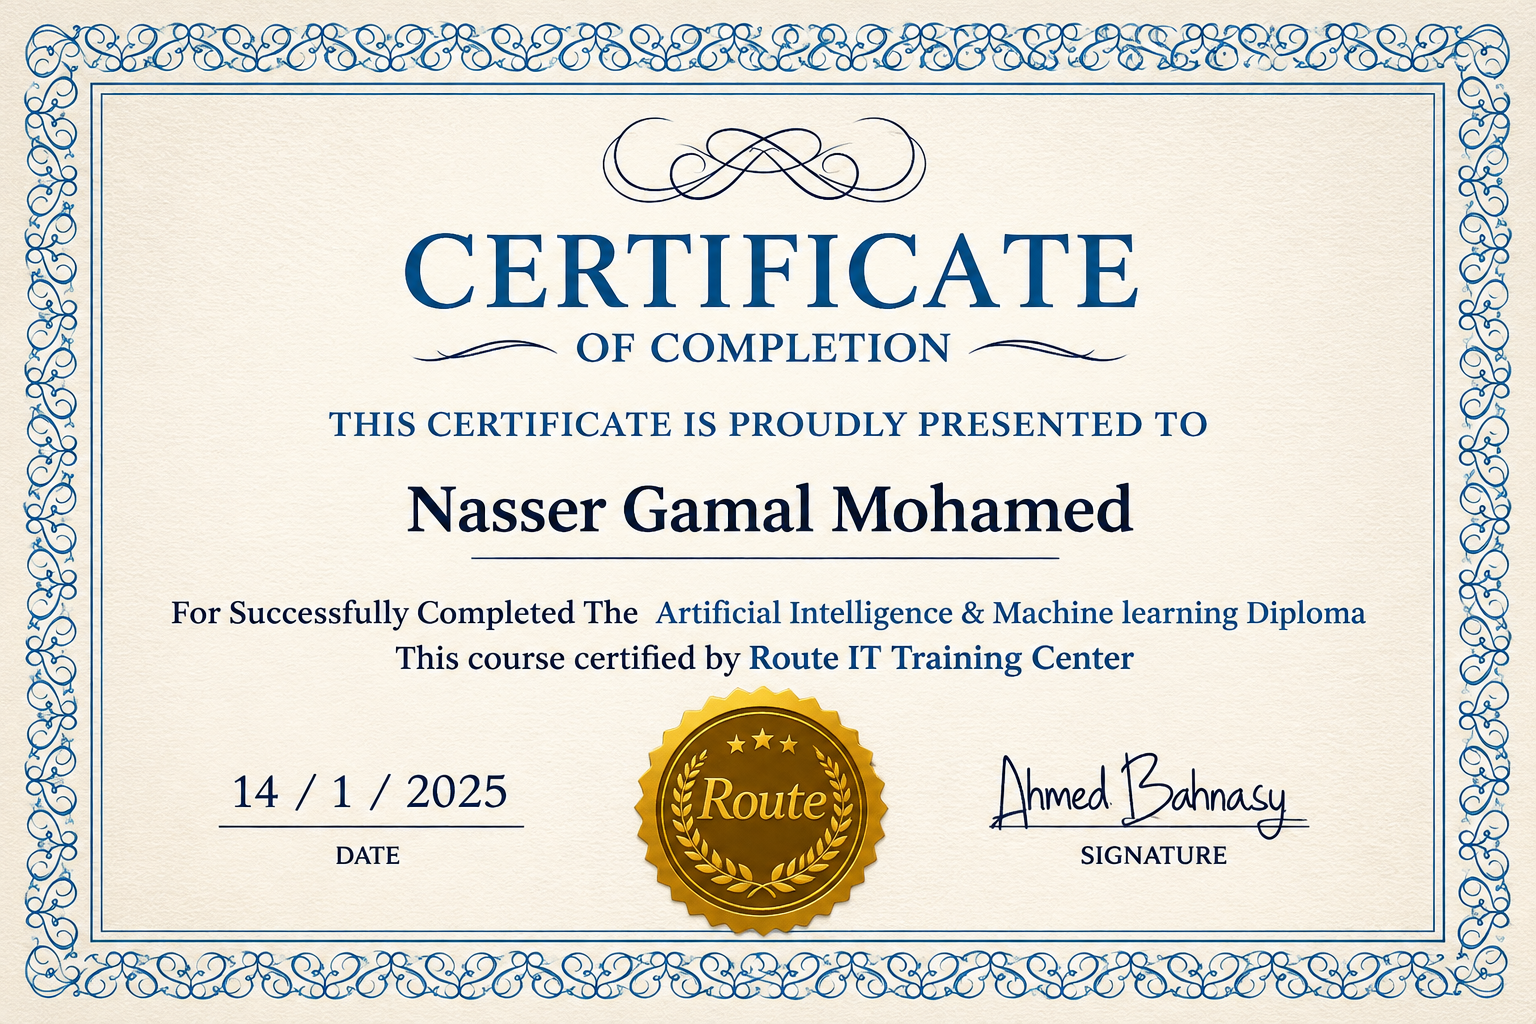 CERTIFICATE
OF COMPLETION
THIS CERTIFICATE IS PROUDLY PRESENTED TO
Nasser Gamal Mohamed
For Successfully Completed The Artificial Intelligence & Machine learning Diploma
This course certified by Route IT Training Center
Route
14 / 1 / 2025
DATE
Ahmed Bahnasy
SIGNATURE